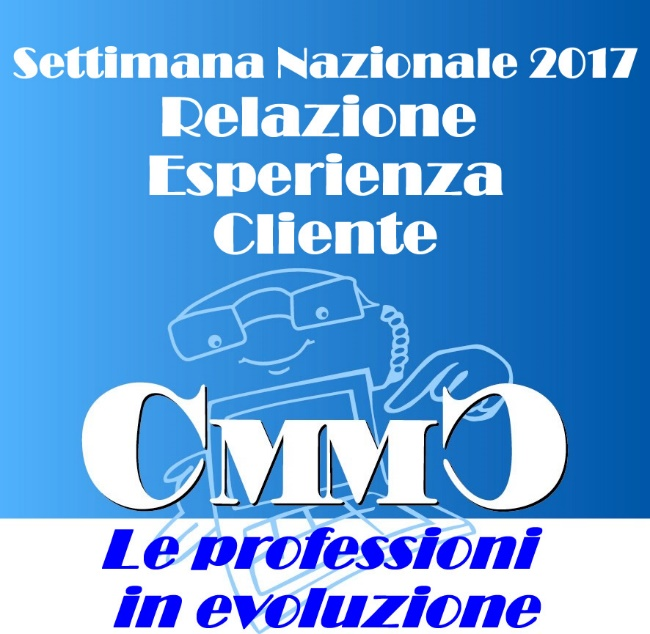 Settimana Nazionale 2017
Relazione
Esperienza
Cliente
CMMC
Le professioni
in evoluzione